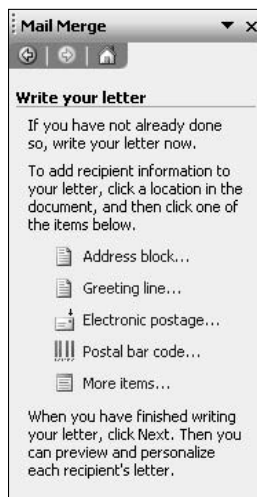 Mail Merge
Write your letter
If you have not already done
so, write your letter now.
To add recipient information to
your letter, click a location in the
document, and then click one of
the items below.
Address block...
Greeting line...
Electronic postage...
Postal bar code...
More items...
When you have finished writing
your letter, click Next. Then you
can preview and personalize
each recipient's letter.